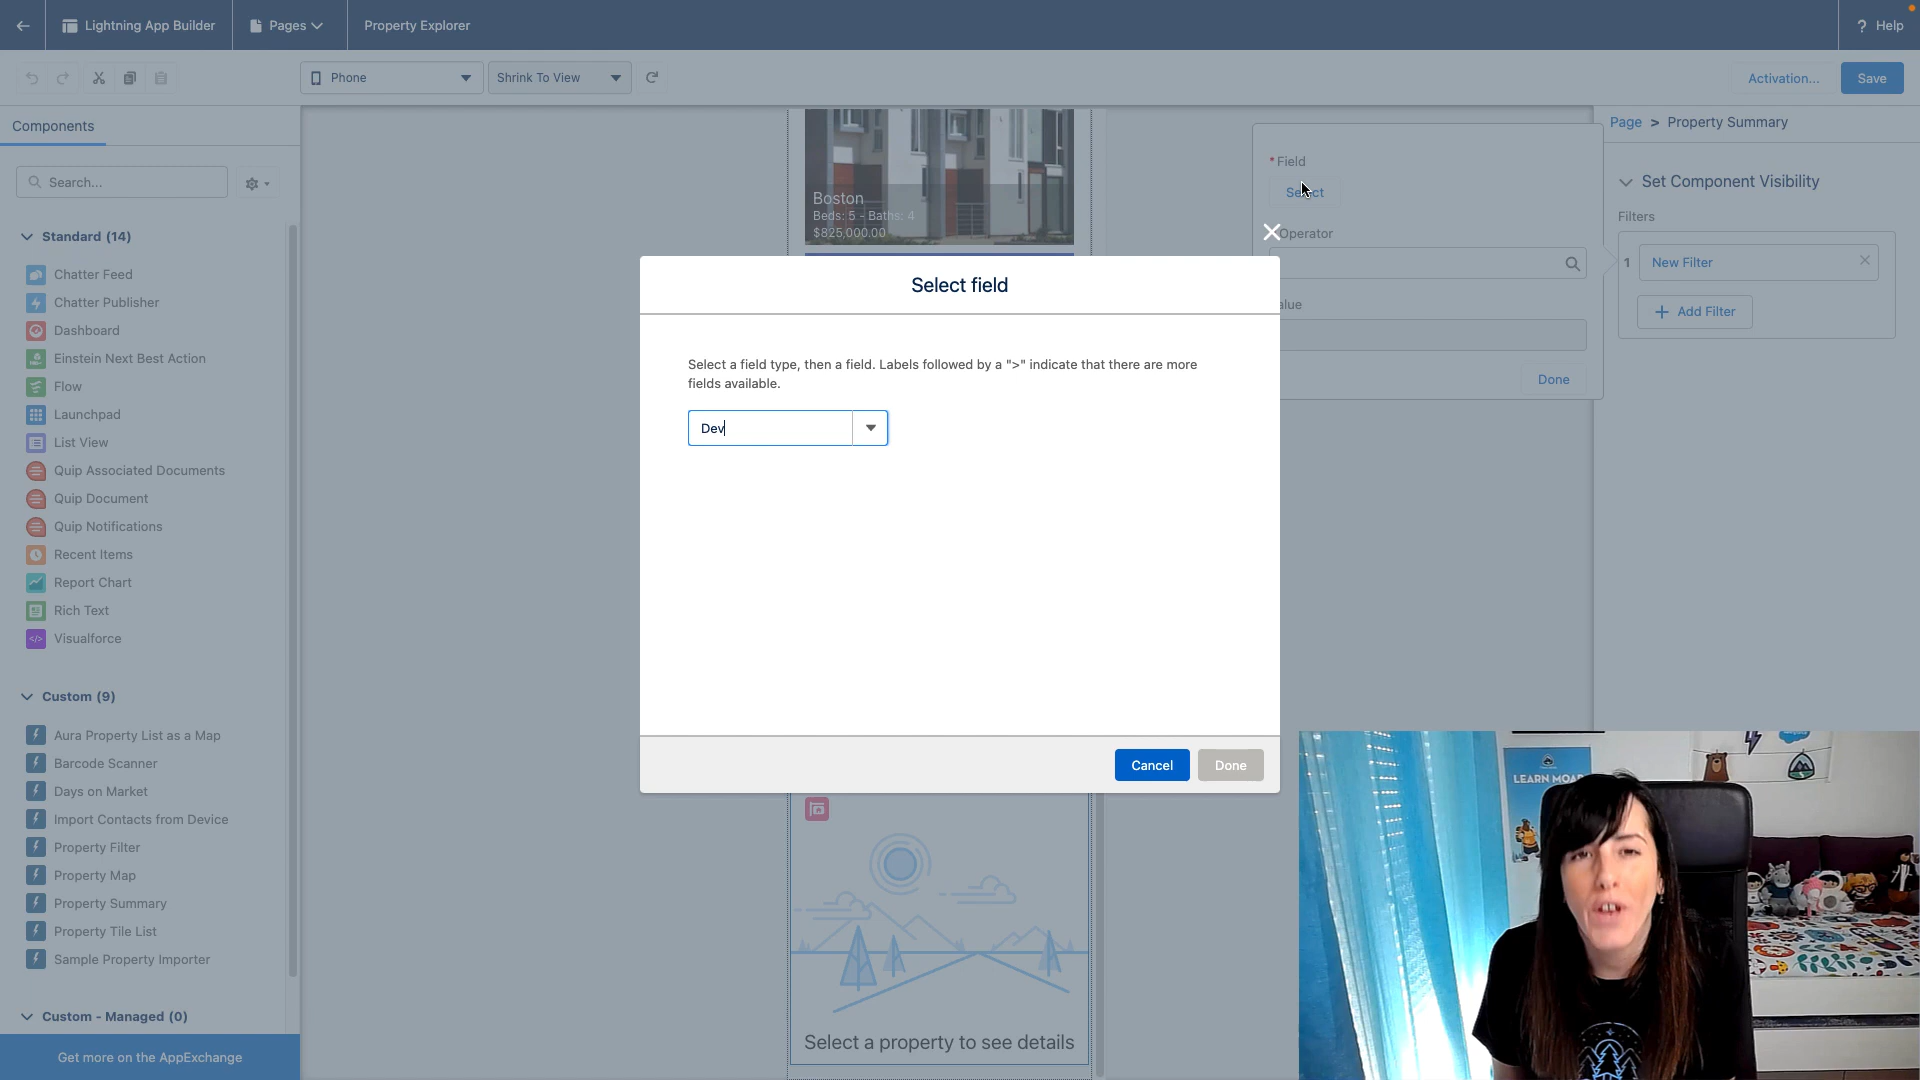 Lightning App Builder
Pages
Property Explorer
? Help
Phone
Shrink To View
Activation...
Save
Components
Search...
Standard (14)
Chatter Feed
Chatter Publisher
Dashboard
Einstein Next Best Action
Flow
Launchpad
List View
Quip Associated Documents
Quip Document
Quip Notifications
Recent Items
Report Chart
Rich Text
Visualforce
Custom (9)
Aura Property List as a Map
Barcode Scanner
Days on Market
Import Contacts from Device
Property Filter
Property Map
Property Summary
Property Tile List
Sample Property Importer
Custom - Managed (0)
Get more on the AppExchange
Boston
Beds: 5 - Baths: 4
$825,000.00
Select field
Select a field type, then a field. Labels followed by a ">" indicate that there are more
fields available.
Dev
Cancel
Done
Select a property to see details
* Field
Select
Operator
alue
Done
Page > Property Summary
Set Component Visibility
Filters
1 New Filter
+ Add Filter
LEARN MOAR